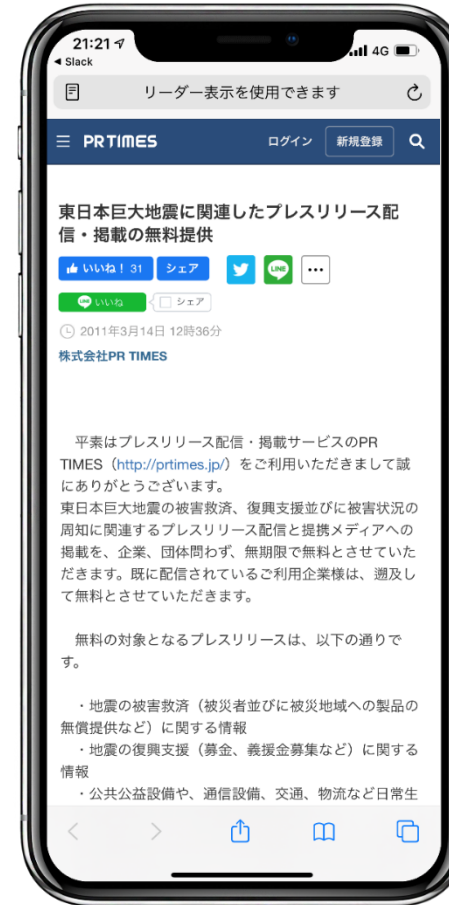 21:21
4G
◀ Slack
リーダー表示を使用できます
PR TIMES
ログイン
新規登録
東日本巨大地震に関連したプレスリリース配
信・掲載の無料提供
いいね！ 31
シェア
LINE
LINE いいね
シェア
2011年3月14日 12時36分
株式会社PR TIMES
平素はプレスリリース配信・掲載サービスのPR
TIMES（http://prtimes.jp/）をご利用いただきまして誠
にありがとうございます。
東日本巨大地震の被害救済、復興支援並びに被害状況の
周知に関連するプレスリリース配信と提携メディアへの
掲載を、企業、団体問わず、無期限で無料とさせていた
だきます。既に配信されているご利用企業様は、遡及し
て無料とさせていただきます。
無料の対象となるプレスリリースは、以下の通りで
す。
・地震の被害救済（被災者並びに被災地域への製品の
無償提供など）に関する情報
・地震の復興支援（募金、義援金募集など）に関する
情報
・公共公益設備や、通信設備、交通、物流など日常生